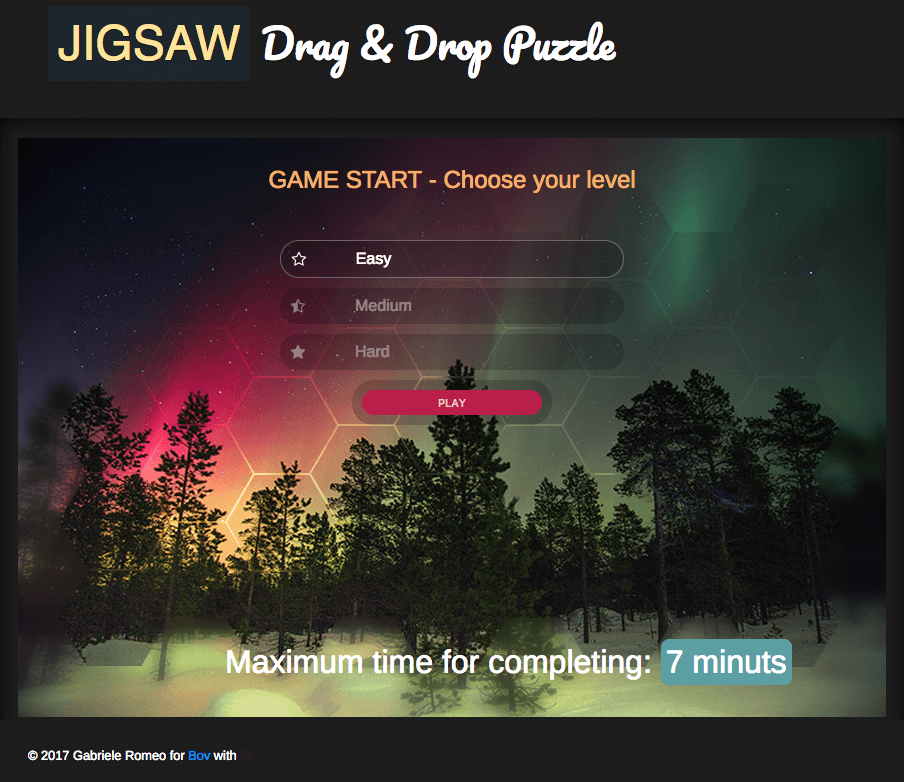 JIGSAW Drag & Drop Puzzle
GAME START - Choose your level
Easy
Medium
Hard
PLAY
Maximum time for completing: 7 minuts
© 2017 Gabriele Romeo for Bov with